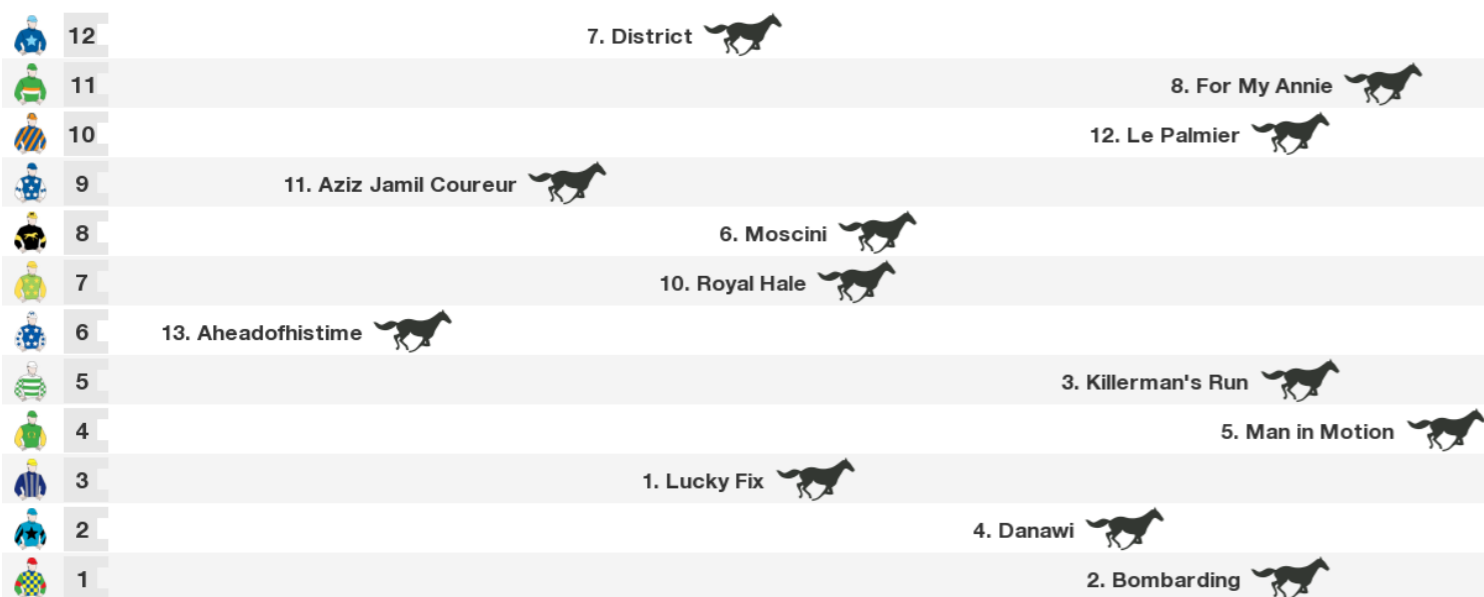 12 7. District
11 8. For My Annie
10 12. Le Palmier
9 11. Aziz Jamil Coureur
8 6. Moscini
7 10. Royal Hale
6 13. Aheadofhistime
5 3. Killerman's Run
4 5. Man in Motion
3 1. Lucky Fix
2 4. Danawi
1 2. Bombarding